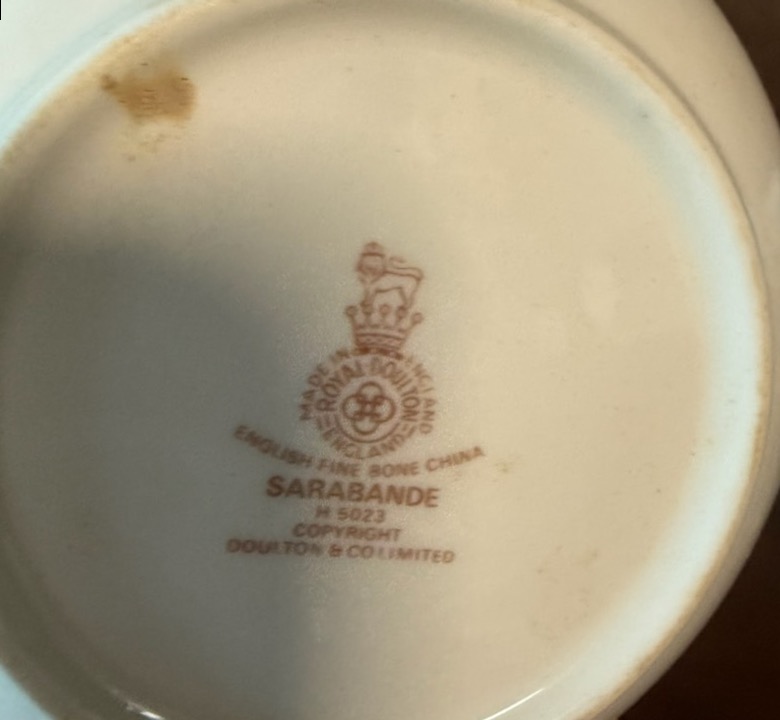 MADE IN ENGLAND
ROYAL DOULTON
ENGLAND
ENGLISH FINE BONE CHINA
SARABANDE
H 5023
COPYRIGHT
DOULTON & CO LIMITED